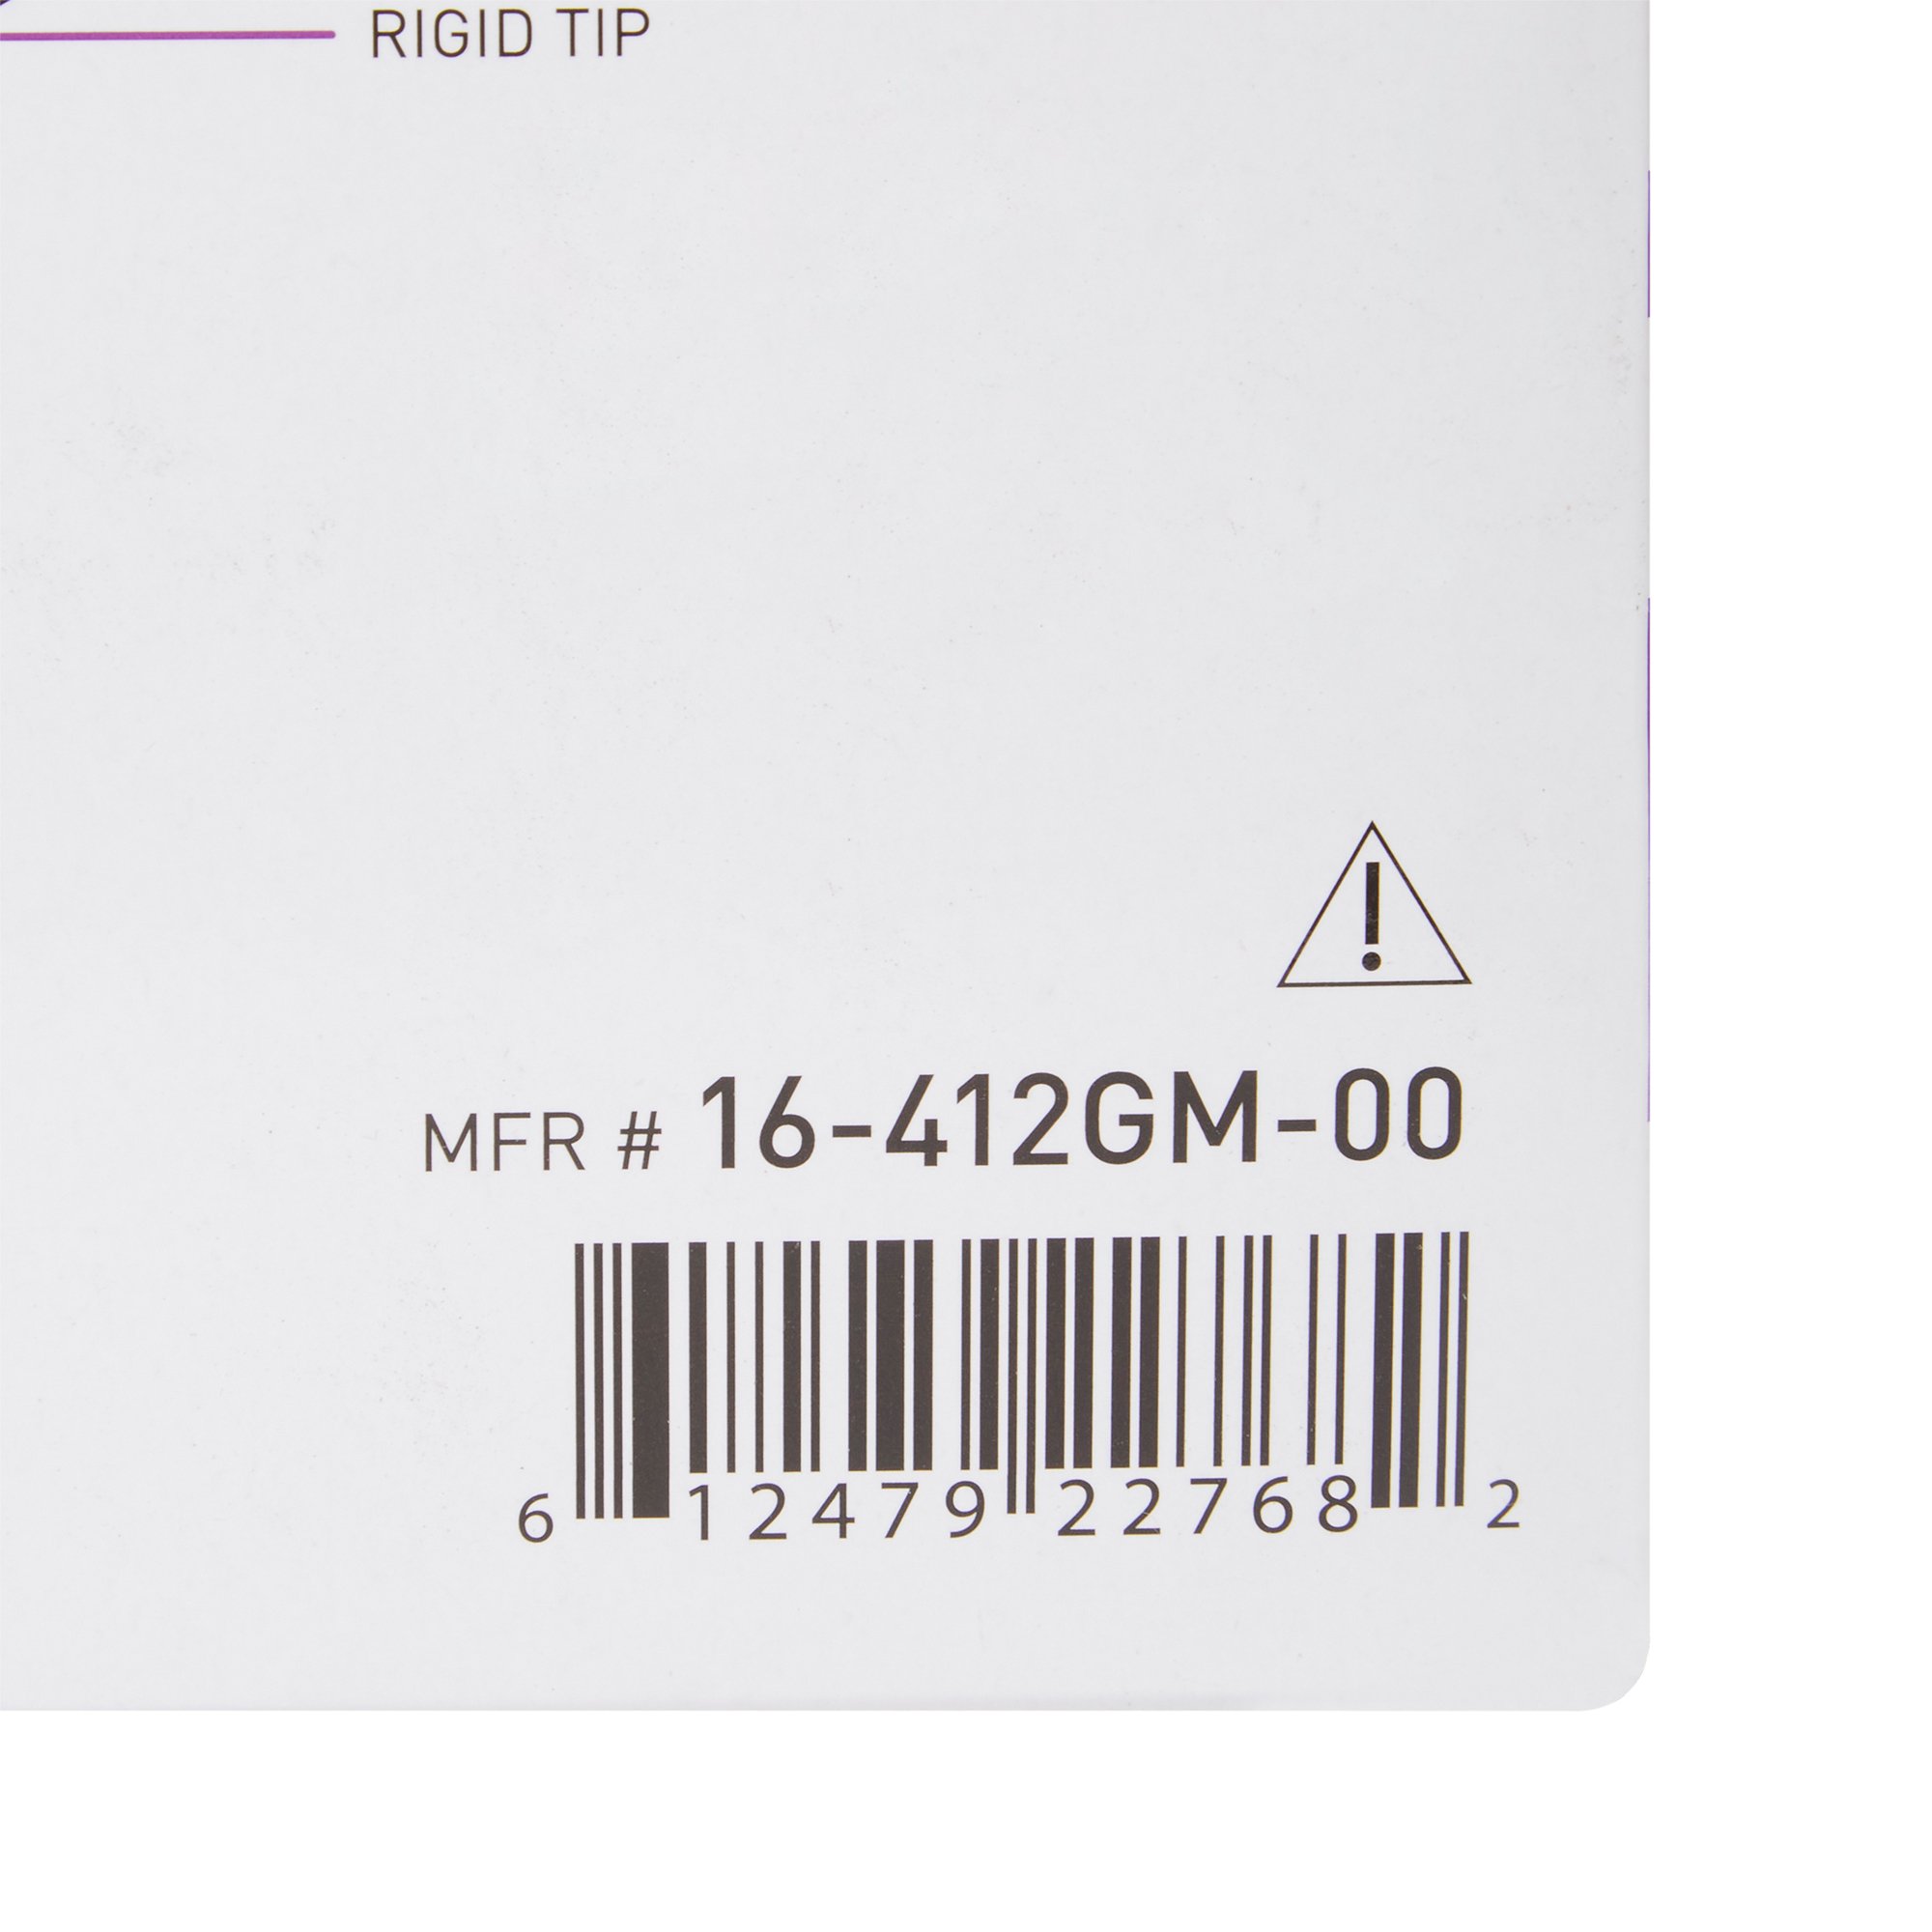 RIGID TIP
!
MFR # 16-412GM-00
6 12479 22768 2